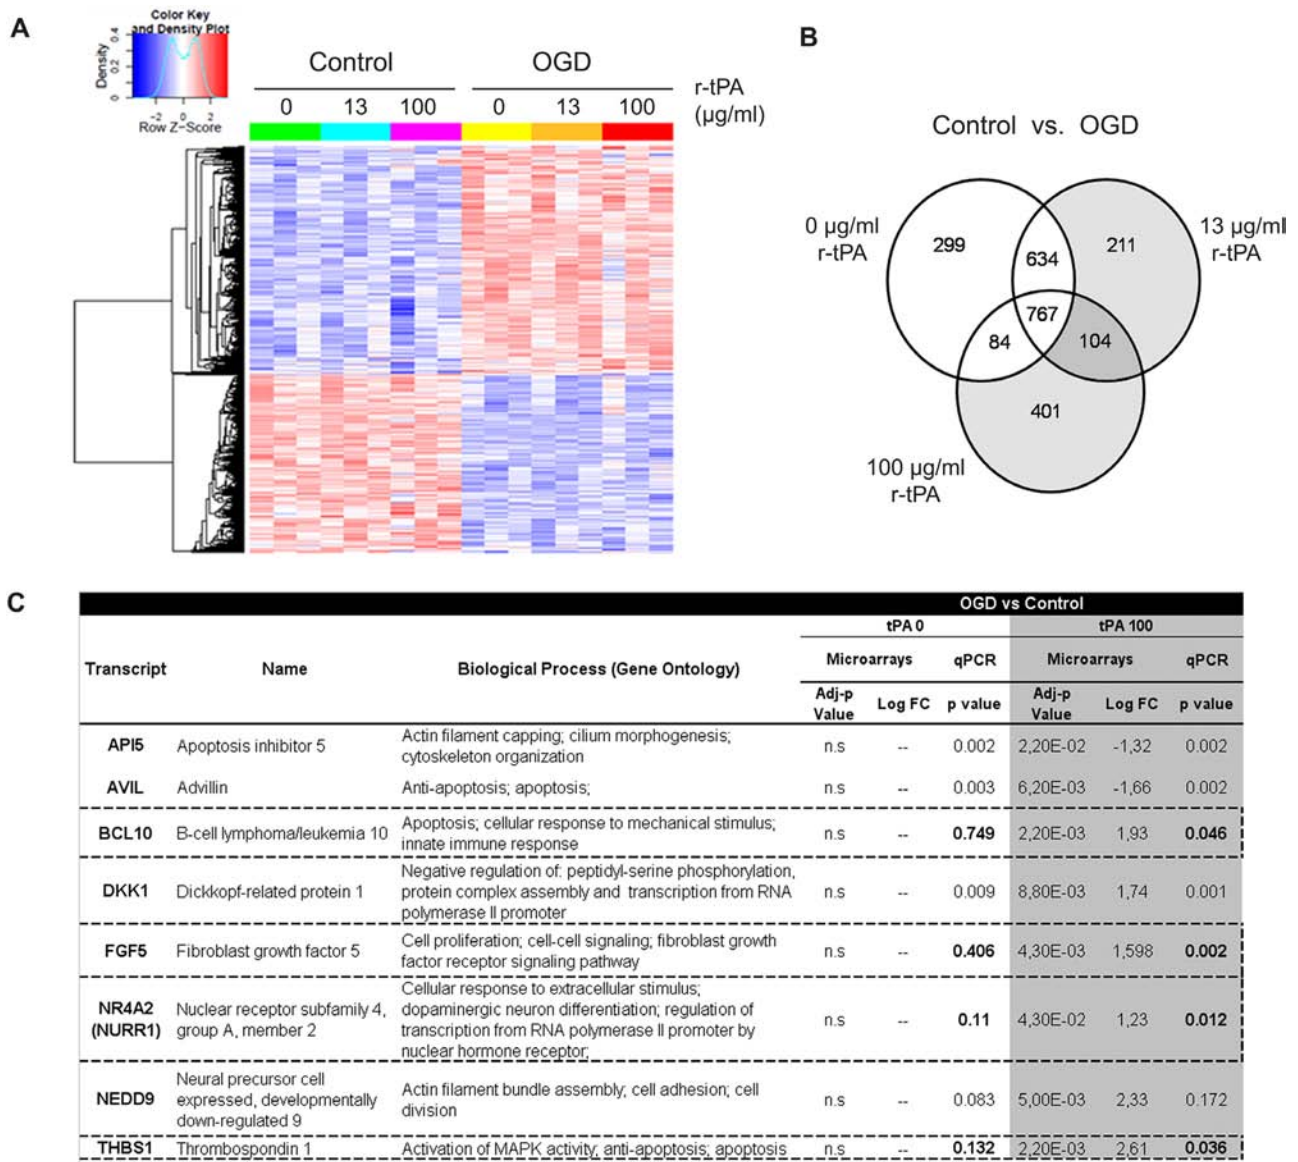 A
Color Key
and Density Plot
Density
0 0.2 0.4
-2 0 2
Row Z-Score
Control OGD
0 13 100 0 13 100
r-tPA
(µg/ml)
B
Control vs. OGD
0 µg/ml
r-tPA
299
634
211
13 µg/ml
r-tPA
767
84
104
401
100 µg/ml
r-tPA
C
OGD vs Control
tPA 0 tPA 100
Transcript Name Biological Process (Gene Ontology)
Microarrays qPCR Microarrays qPCR
Adj-p
Value Log FC p value Adj-p
Value Log FC p value
API5 Apoptosis inhibitor 5 Actin filament capping; cilium morphogenesis;
cytoskeleton organization
n.s -- 0.002 2,20E-02 -1,32 0.002
AVIL Advillin Anti-apoptosis; apoptosis; n.s -- 0.003 6,20E-03 -1,66 0.002
BCL10 B-cell lymphoma/leukemia 10 Apoptosis; cellular response to mechanical stimulus;
innate immune response
n.s -- 0.749 2,20E-03 1,93 0.046
DKK1 Dickkopf-related protein 1 Negative regulation of: peptidyl-serine phosphorylation,
protein complex assembly and transcription from RNA
polymerase II promoter
n.s -- 0.009 8,80E-03 1,74 0.001
FGF5 Fibroblast growth factor 5 Cell proliferation; cell-cell signaling; fibroblast growth
factor receptor signaling pathway
n.s -- 0.406 4,30E-03 1,598 0.002
NR4A2
(NURR1)
Nuclear receptor subfamily 4,
group A, member 2
Cellular response to extracellular stimulus;
dopaminergic neuron differentiation; regulation of
transcription from RNA polymerase II promoter by
nuclear hormone receptor;
n.s -- 0.11 4,30E-02 1,23 0.012
NEDD9
Neural precursor cell
expressed, developmentally
down-regulated 9
Actin filament bundle assembly; cell adhesion; cell
division
n.s -- 0.083 5,00E-03 2,33 0.172
THBS1 Thrombospondin 1 Activation of MAPK activity; anti-apoptosis; apoptosis n.s -- 0.132 2,20E-03 2,61 0.036